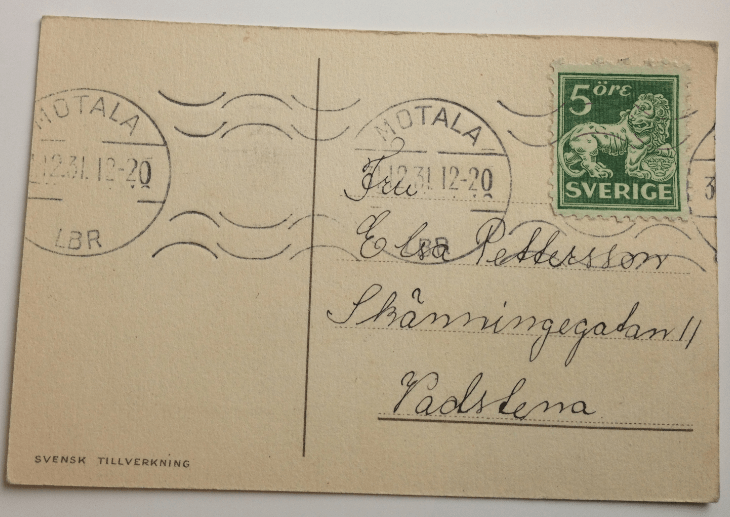 MOTALA
12.31.12-20
LBR
MOTALA
12.31.12-20
LBR
5 öre
SVERIGE
3
Fru
Elsa Pettersson
Skänningegatan 11
Vadstena
SVENSK TILLVERKNING